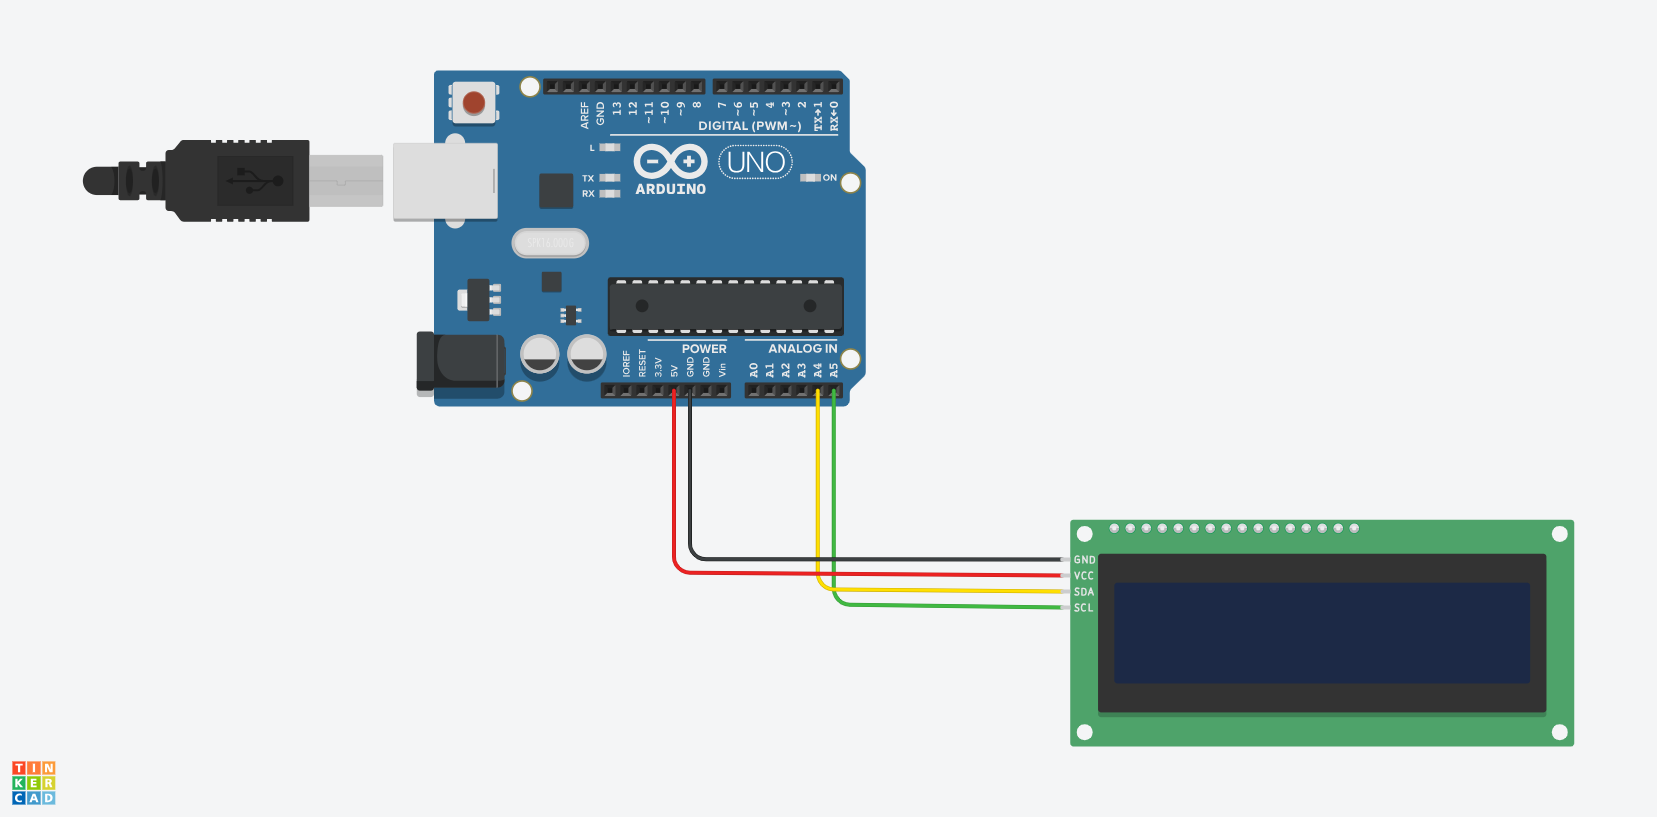 AREF
GND
13
12
~11
~10
~9
8
7
~6
~5
4
~3
2
TX→1
RX←0
DIGITAL (PWM~)
L
TX
RX
ARDUINO
UNO
ON
POWER
ANALOG IN
IOREF
RESET
3.3V
5V
GND
GND
Vin
A0
A1
A2
A3
A4
A5
GND
VCC
SDA
SCL
TIN
KER
CAD